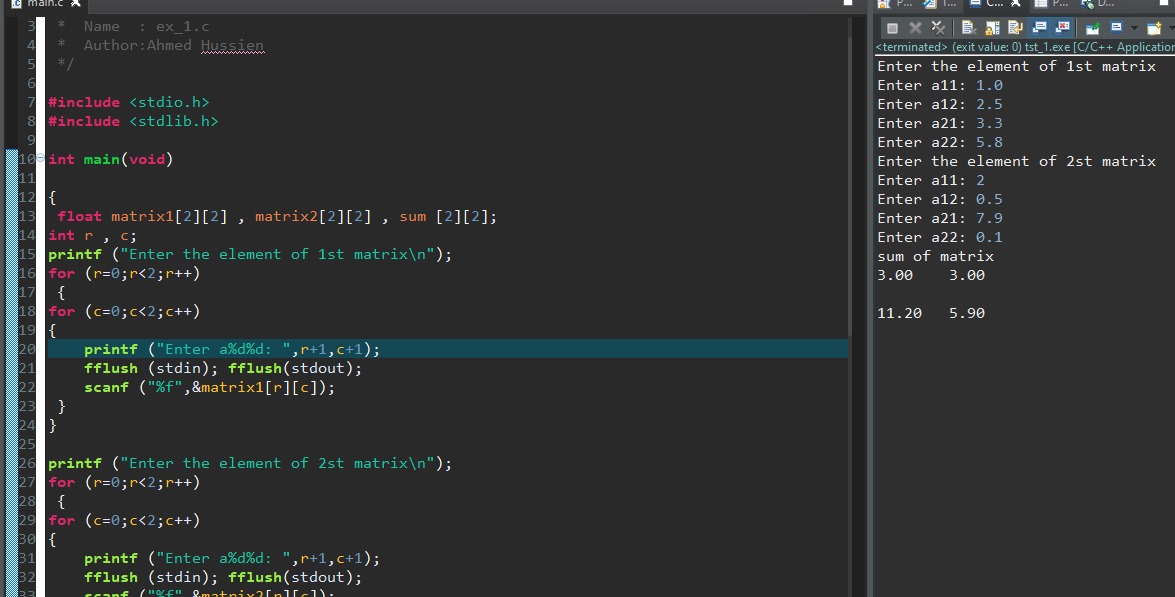 main.c
P...
T...
C...
P...
D...
3 * Name : ex_1.c
4 * Author:Ahmed Hussien
5 */
6
7 #include <stdio.h>
8 #include <stdlib.h>
9
10 int main(void)
11
12 {
13 float matrix1[2][2] , matrix2[2][2] , sum [2][2];
14 int r , c;
15 printf ("Enter the element of 1st matrix\n");
16 for (r=0;r<2;r++)
17 {
18 for (c=0;c<2;c++)
19 {
20 printf ("Enter a%d%d: ",r+1,c+1);
21 fflush (stdin); fflush(stdout);
22 scanf ("%f",&matrix1[r][c]);
23 }
24 }
25
26 printf ("Enter the element of 2st matrix\n");
27 for (r=0;r<2;r++)
28 {
29 for (c=0;c<2;c++)
30 {
31 printf ("Enter a%d%d: ",r+1,c+1);
32 fflush (stdin); fflush(stdout);
33 scanf ("%f",&matrix2[r][c]);
<terminated> (exit value: 0) tst_1.exe [C/C++ Application
Enter the element of 1st matrix
Enter a11: 1.0
Enter a12: 2.5
Enter a21: 3.3
Enter a22: 5.8
Enter the element of 2st matrix
Enter a11: 2
Enter a12: 0.5
Enter a21: 7.9
Enter a22: 0.1
sum of matrix
3.00 3.00
11.20 5.90